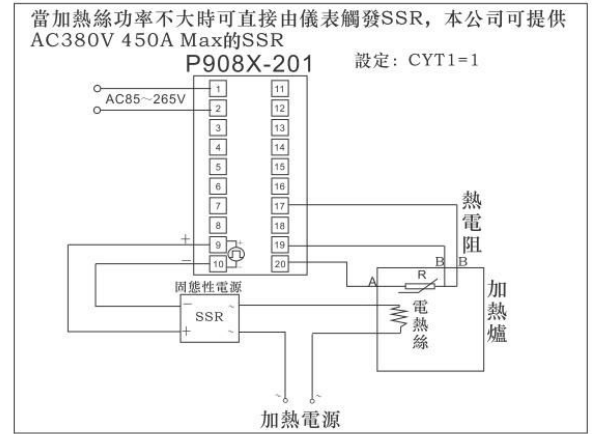 當加熱絲功率不大時可直接由儀表觸發SSR，本公司可提供
AC380V 450A Max的SSR
P908X-201
設定: CYT1=1
AC85～265V
1 11
2 12
3 13
4 14
5 15
6 16
7 17
8 18
9 19
10 20
+
−
+
−
熱電阻
B B
A
R
固態性電源
− ~
SSR
+ ~
電熱絲
加熱爐
~ ~
加熱電源